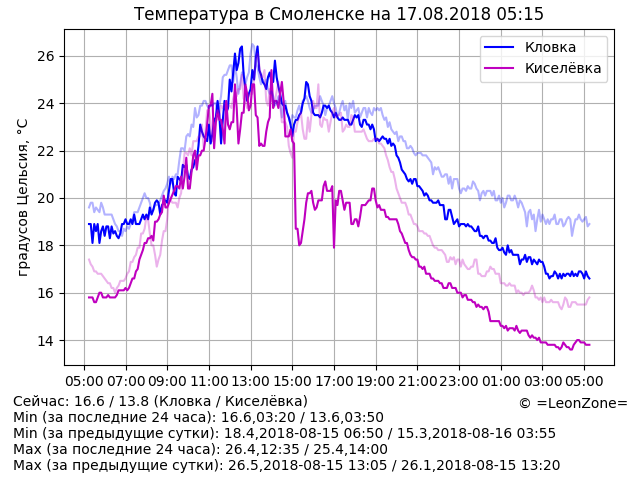 Температура в Смоленске на 17.08.2018 05:15
Кловка
Киселёвка
градусов Цельсия, °C
26
24
22
20
18
16
14
05:00 07:00 09:00 11:00 13:00 15:00 17:00 19:00 21:00 23:00 01:00 03:00 05:00
Сейчас: 16.6 / 13.8 (Кловка / Киселёвка)
© =LeonZone=
Min (за последние 24 часа): 16.6,03:20 / 13.6,03:50
Min (за предыдущие сутки): 18.4,2018-08-15 06:50 / 15.3,2018-08-16 03:55
Max (за последние 24 часа): 26.4,12:35 / 25.4,14:00
Max (за предыдущие сутки): 26.5,2018-08-15 13:05 / 26.1,2018-08-15 13:20